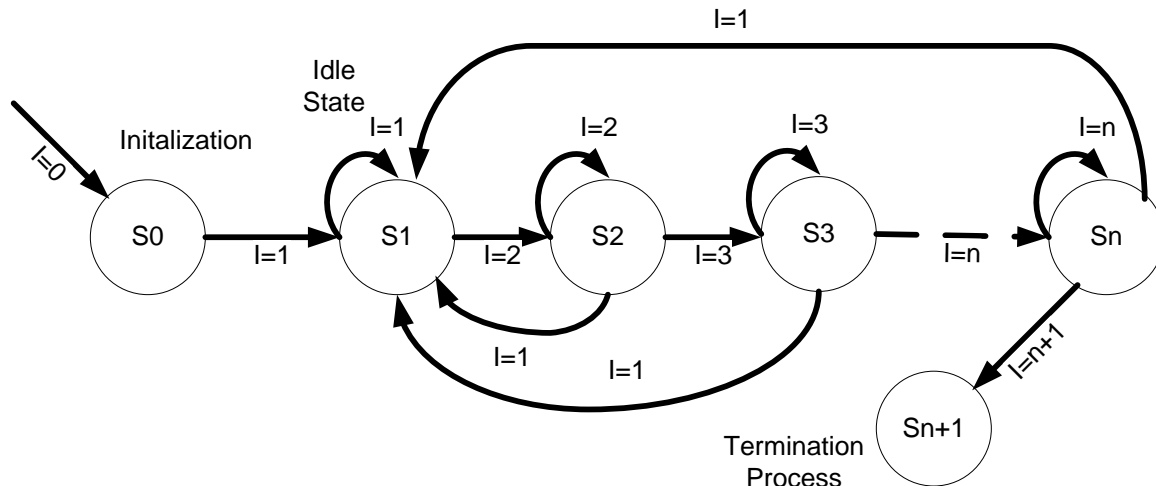 I=1
Idle
State
Initalization
I=0
I=1
I=2
I=3
I=n
S0
S1
S2
S3
Sn
I=1
I=2
I=3
I=n
I=1
I=1
I=n+1
Sn+1
Termination
Process